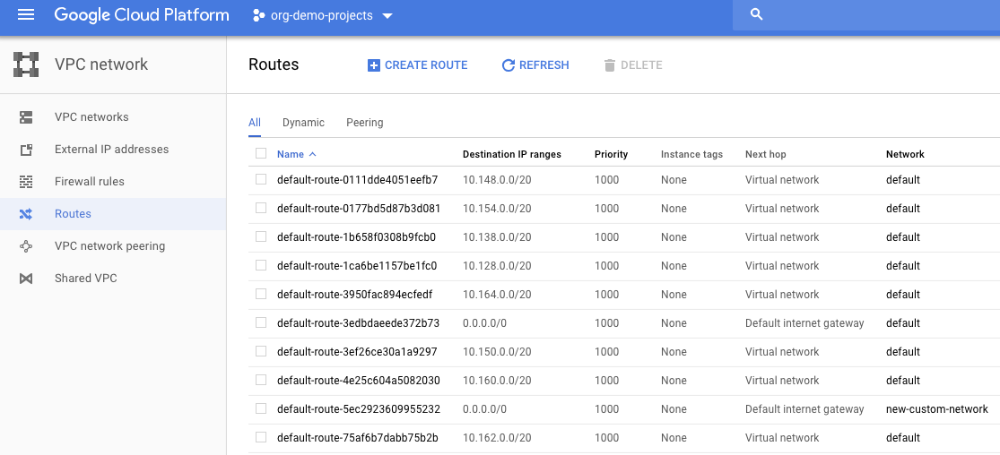 Google Cloud Platform org-demo-projects
VPC network
Routes CREATE ROUTE REFRESH DELETE
VPC networks
External IP addresses
Firewall rules
Routes
VPC network peering
Shared VPC
All Dynamic Peering
Name Destination IP ranges Priority Instance tags Next hop Network
default-route-0111dde4051eefb7 10.148.0.0/20 1000 None Virtual network default
default-route-0177bd5d87b3d081 10.154.0.0/20 1000 None Virtual network default
default-route-1b658f0308b9fcb0 10.138.0.0/20 1000 None Virtual network default
default-route-1ca6be1157be1fc0 10.128.0.0/20 1000 None Virtual network default
default-route-3950fac894ecfedf 10.164.0.0/20 1000 None Virtual network default
default-route-3edbdaeede372b73 0.0.0.0/0 1000 None Default internet gateway default
default-route-3ef26ce30a1a9297 10.150.0.0/20 1000 None Virtual network default
default-route-4e25c604a5082030 10.160.0.0/20 1000 None Virtual network default
default-route-5ec2923609955232 0.0.0.0/0 1000 None Default internet gateway new-custom-network
default-route-75af6b7dabb75b2b 10.162.0.0/20 1000 None Virtual network default